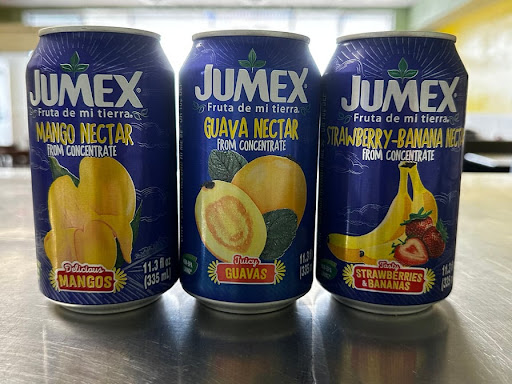 JUMEX
Fruta de mi tierra
MANGO NECTAR
FROM CONCENTRATE
Delicious
MANGOS
11.3 fl oz
(335 mL)
JUMEX
Fruta de mi tierra
GUAVA NECTAR
FROM CONCENTRATE
Juicy
GUAVAS
11.3
JUMEX
Fruta de mi tierra
STRAWBERRY-BANANA NECT
FROM CONCENTRATE
Tasty
STRAWBERRIES
& BANANAS